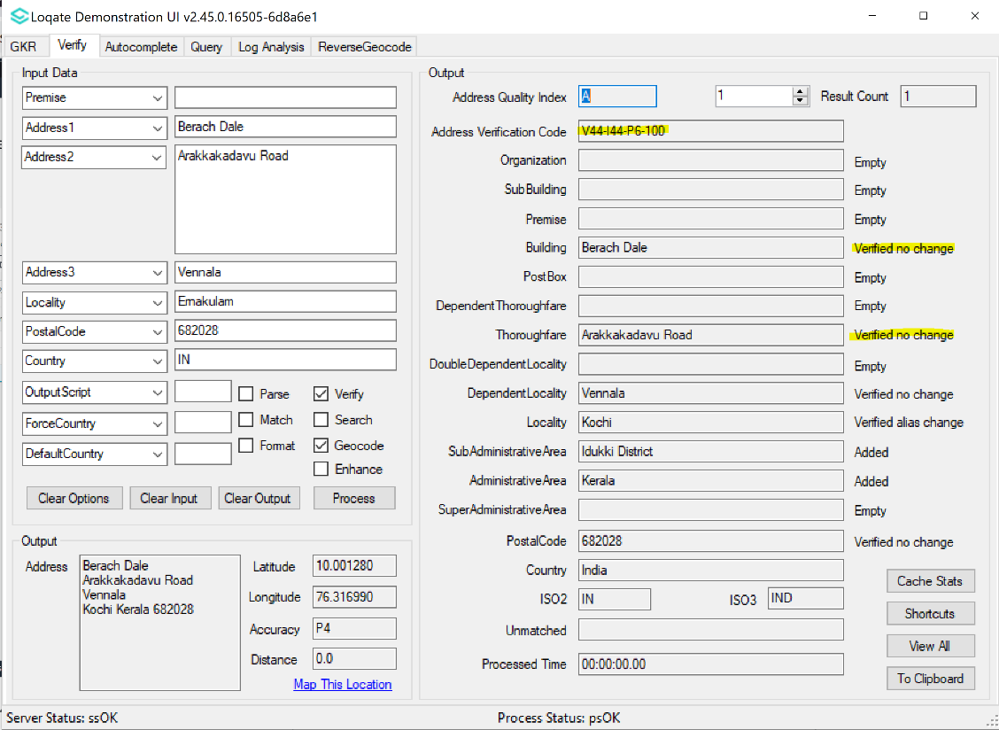 Loqate Demonstration UI v2.45.0.16505-6d8a6e1
GKR Verify Autocomplete Query Log Analysis ReverseGeocode
Input Data
Premise
Address1 Berach Dale
Address2 Arakkakadavu Road
Address3 Vennala
Locality Ernakulam
PostalCode 682028
Country IN
OutputScript Parse Verify
ForceCountry Match Search
DefaultCountry Format Geocode
Enhance
Clear Options Clear Input Clear Output Process
Output
Address Berach Dale
Arakkakadavu Road
Vennala
Kochi Kerala 682028
Latitude 10.001280
Longitude 76.316990
Accuracy P4
Distance 0.0
Map This Location
Output
Address Quality Index A 1 Result Count 1
Address Verification Code V44-I44-P6-100
Organization Empty
SubBuilding Empty
Premise Empty
Building Berach Dale Verified no change
PostBox Empty
DependentThoroughfare Empty
Thoroughfare Arakkakadavu Road Verified no change
DoubleDependentLocality Empty
DependentLocality Vennala Verified no change
Locality Kochi Verified alias change
SubAdministrativeArea Idukki District Added
AdministrativeArea Kerala Added
SuperAdministrativeArea Empty
PostalCode 682028 Verified no change
Country India
ISO2 IN ISO3 IND
Unmatched
Processed Time 00:00:00.00
Cache Stats
Shortcuts
View All
To Clipboard
Server Status: ssOK Process Status: psOK